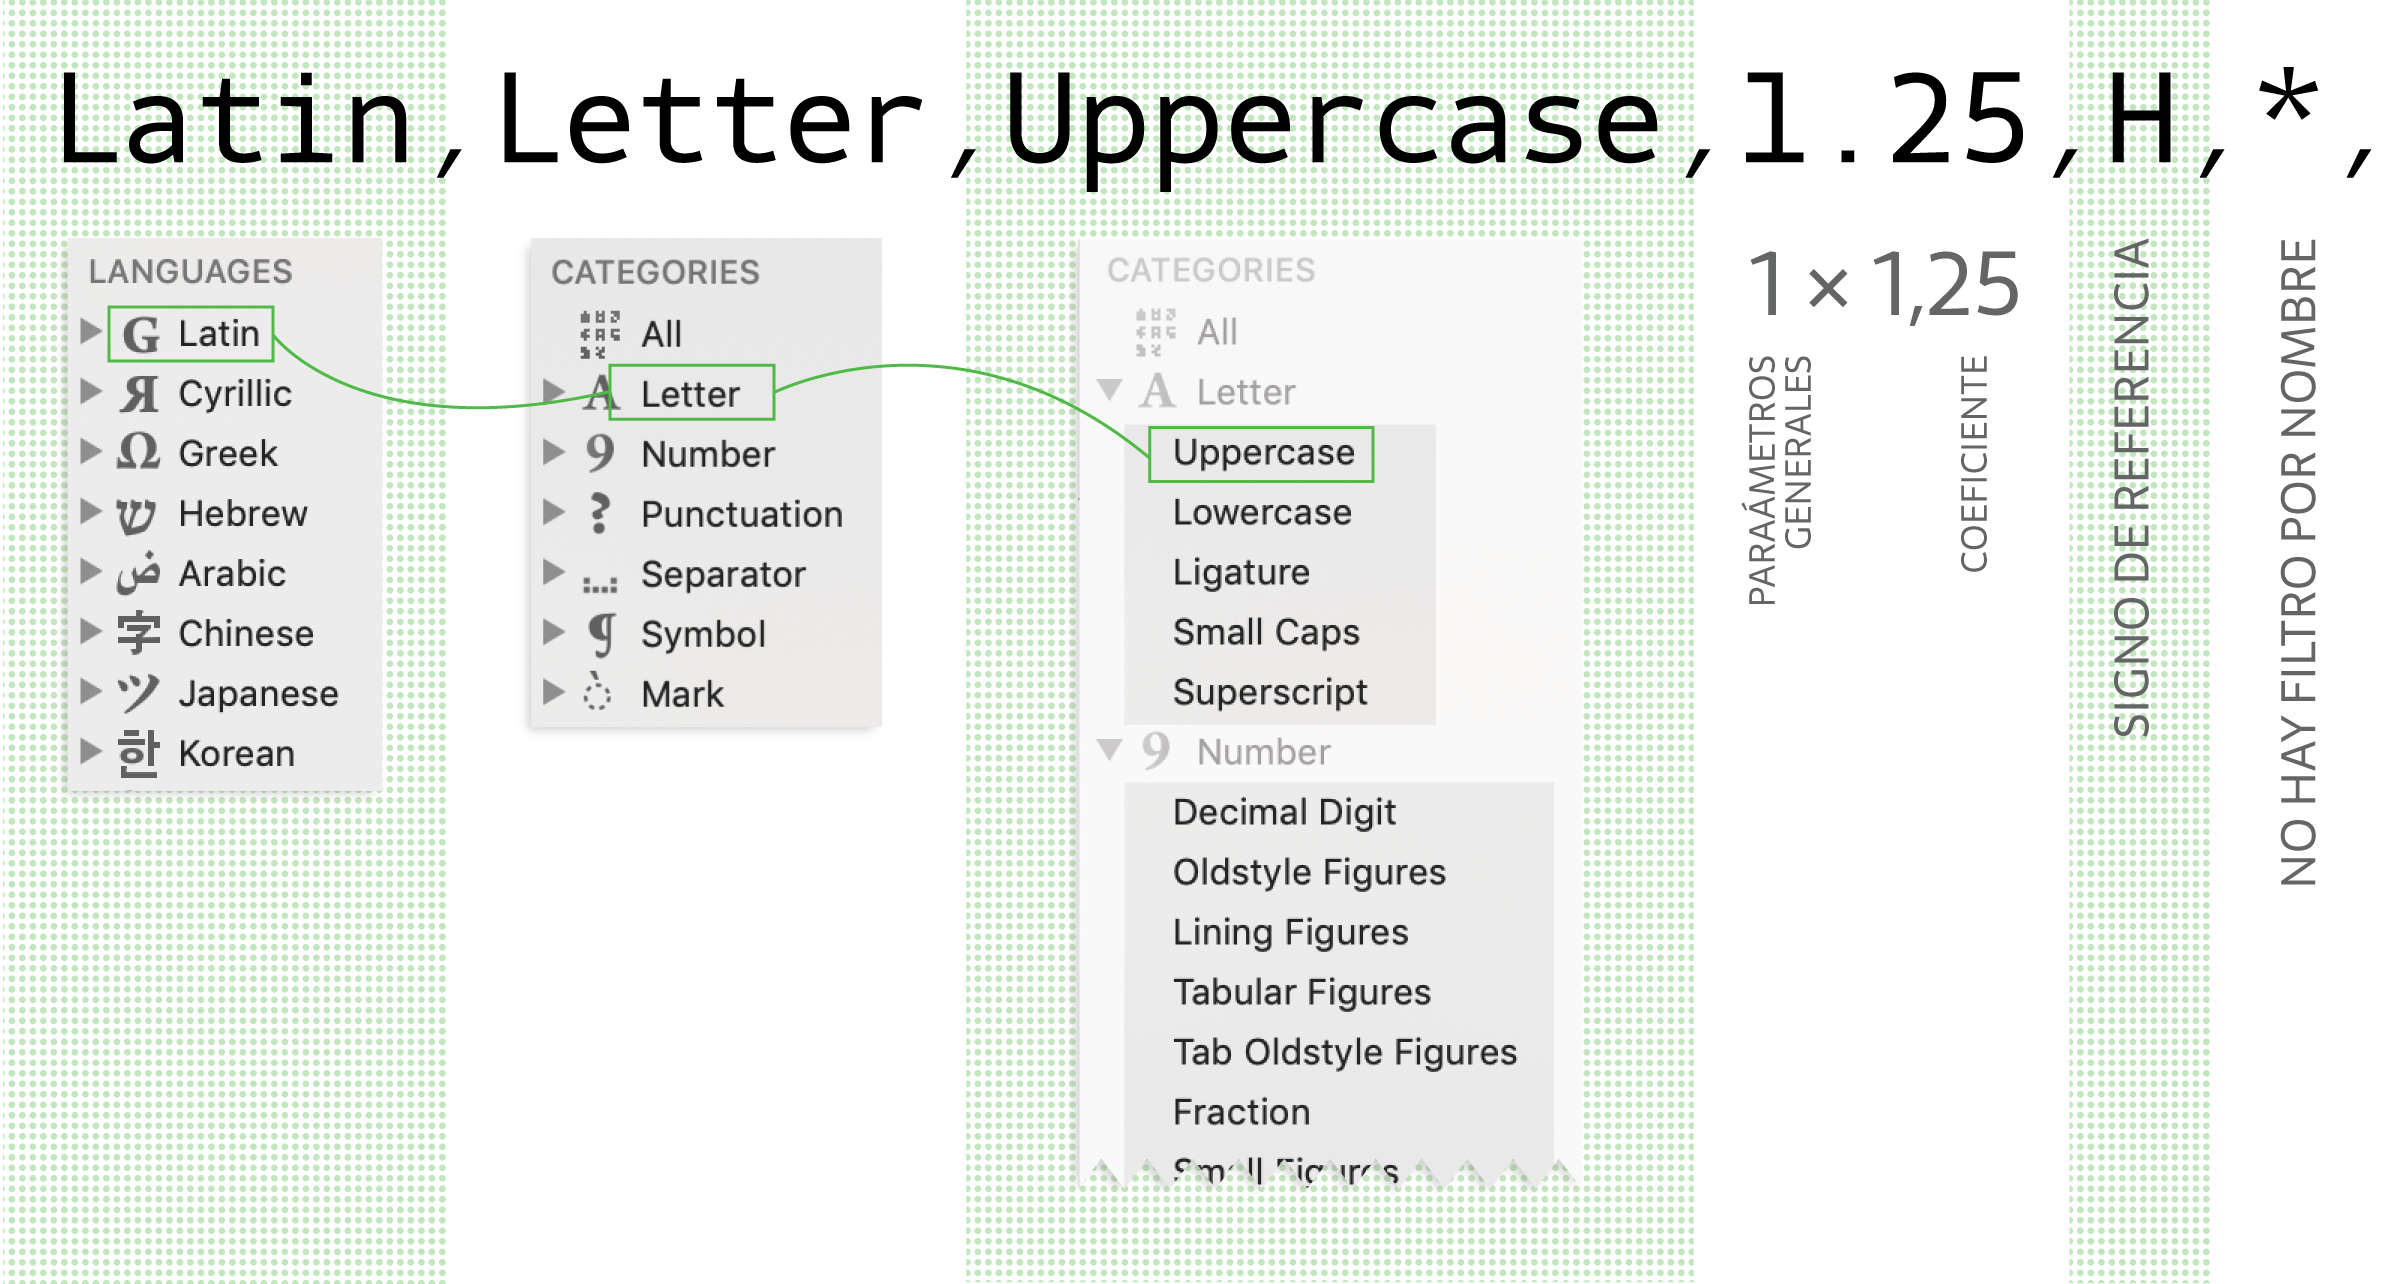 Latin,Letter,Uppercase,1.25,H,*,
LANGUAGES
Latin
Cyrillic
Greek
Hebrew
Arabic
Chinese
Japanese
Korean
CATEGORIES
All
Letter
Number
Punctuation
Separator
Symbol
Mark
CATEGORIES
All
Letter
Uppercase
Lowercase
Ligature
Small Caps
Superscript
Number
Decimal Digit
Oldstyle Figures
Lining Figures
Tabular Figures
Tab Oldstyle Figures
Fraction
Small Figures
1 × 1,25
PARAÁMETROS
GENERALES
COEFICIENTE
SIGNO DE REFERENCIA
NO HAY FILTRO POR NOMBRE